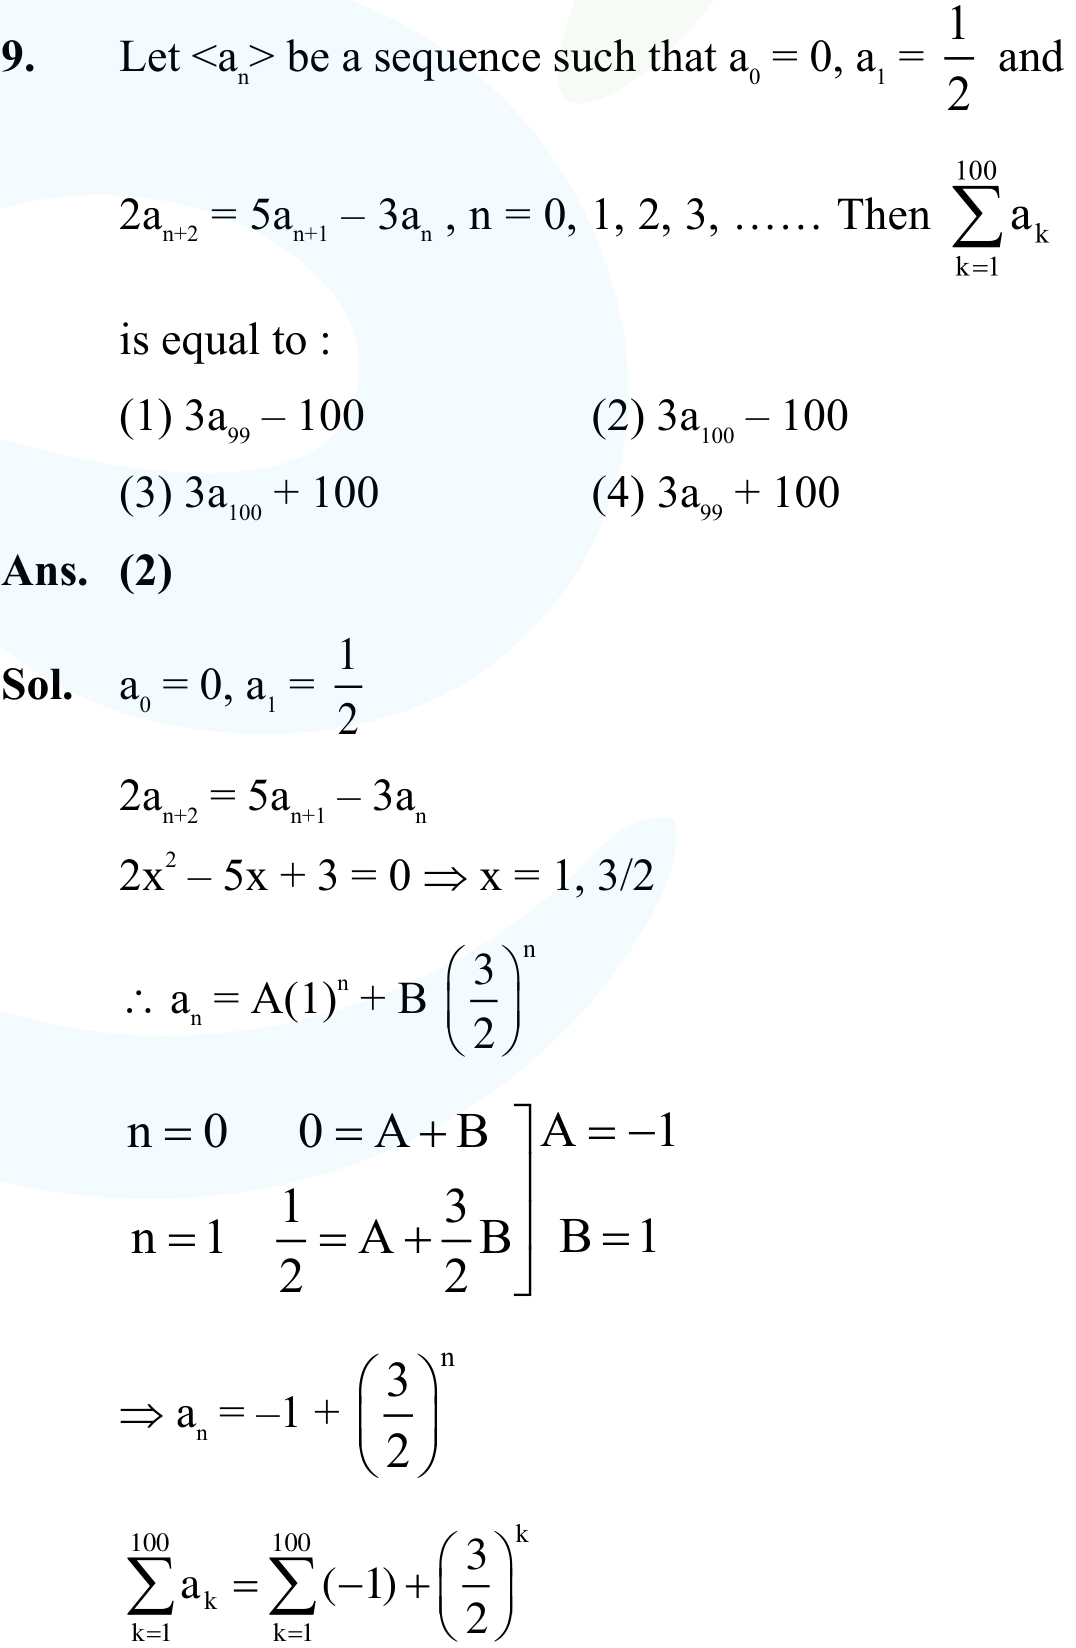 9. Let <aₙ> be a sequence such that a₀ = 0, a₁ = 1/2 and
2aₙ₊₂ = 5aₙ₊₁ – 3aₙ , n = 0, 1, 2, 3, …… Then ∑_{k=1}^{100} a_k
is equal to :
(1) 3a₉₉ – 100 (2) 3a₁₀₀ – 100
(3) 3a₁₀₀ + 100 (4) 3a₉₉ + 100
Ans. (2)
Sol. a₀ = 0, a₁ = 1/2
2aₙ₊₂ = 5aₙ₊₁ – 3aₙ
2x² – 5x + 3 = 0 ⇒ x = 1, 3/2
∴ aₙ = A(1)ⁿ + B (3/2)ⁿ
n = 0 0 = A + B ] A = −1
n = 1 1/2 = A + 3/2 B ] B = 1
⇒ aₙ = –1 + (3/2)ⁿ
∑_{k=1}^{100} a_k = ∑_{k=1}^{100} (−1) + (3/2)^k